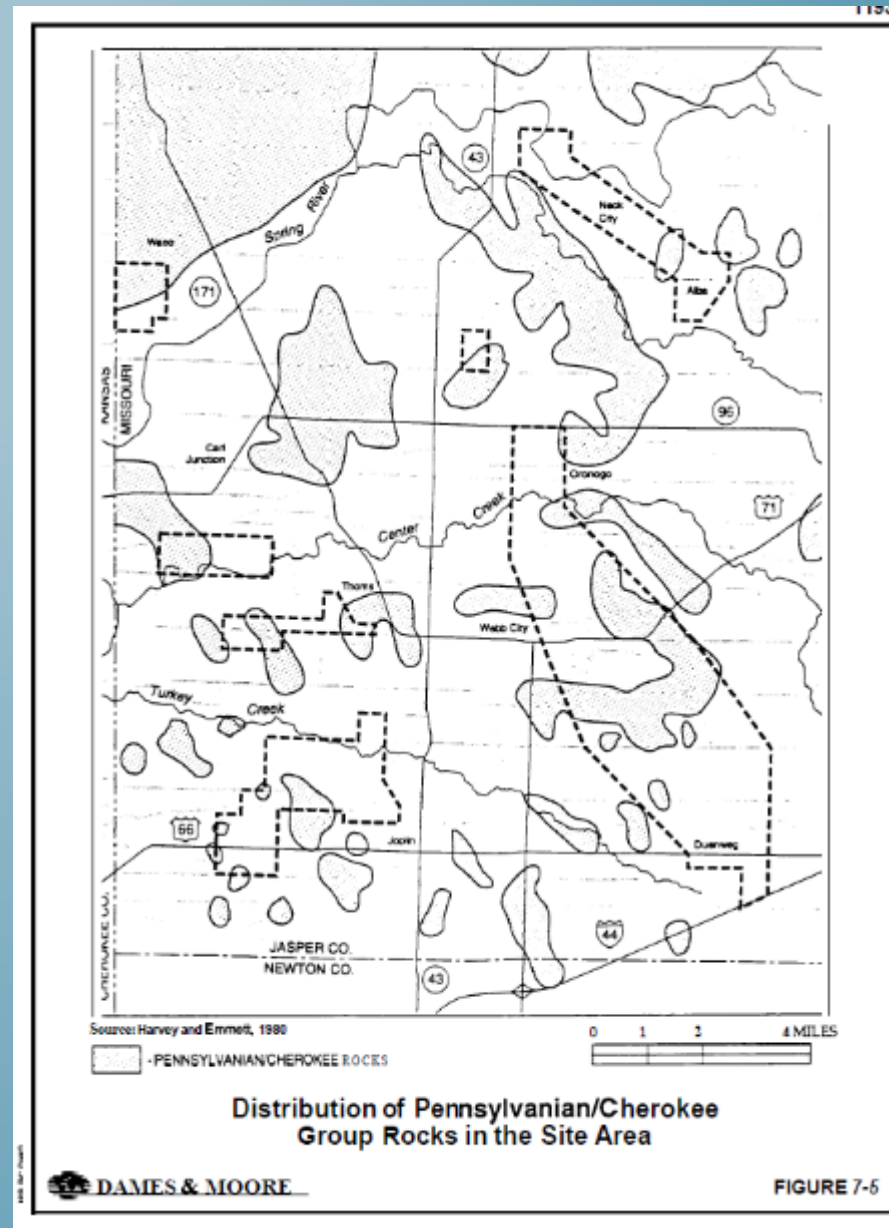 43
Neck
City
Spring
River
Waco
171
Alba
KANSAS
MISSOURI
96
Carl
Junction
Oronogo
71
Center
Creek
Thoms
Webb City
Turkey
Creek
66
Joplin
Duenweg
CHEROKEE CO.
44
JASPER CO.
NEWTON CO.
43
Source: Harvey and Emmett, 1980
0 1 2 4 MILES
- PENNSYLVANIAN/CHEROKEE ROCKS
Distribution of Pennsylvanian/Cherokee
Group Rocks in the Site Area
DAMES & MOORE
FIGURE 7-5